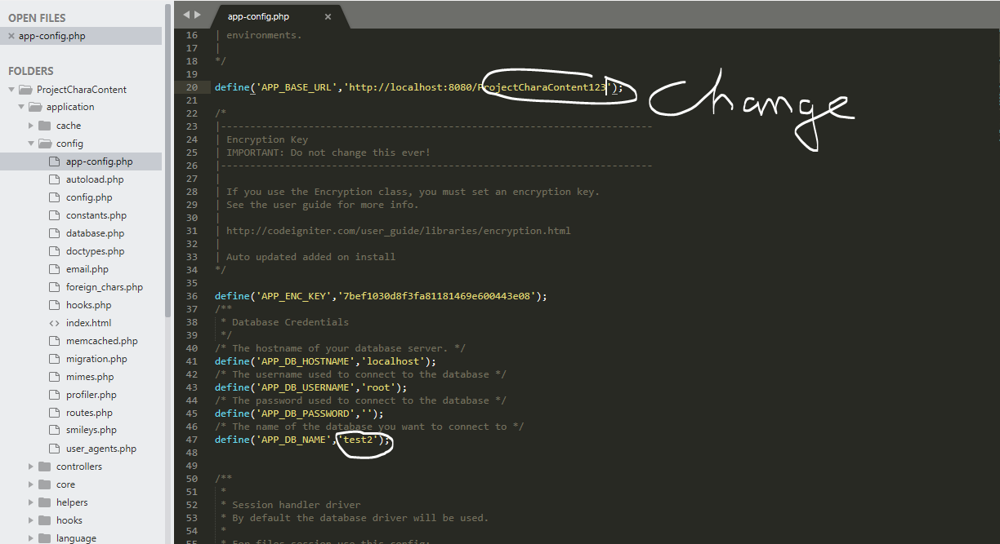 OPEN FILES
app-config.php
FOLDERS
ProjectCharaContent
application
cache
config
app-config.php
autoload.php
config.php
constants.php
database.php
doctypes.php
email.php
foreign_chars.php
hooks.php
index.html
memcached.php
migration.php
mimes.php
profiler.php
routes.php
smileys.php
user_agents.php
controllers
core
helpers
hooks
language
app-config.php
16 | environments.
17 |
18 */
19
20 define('APP_BASE_URL','http://localhost:8080/ProjectCharaContent123');
Change
21
22 /*
23 |--------------------------------------------------------------------------
24 | Encryption Key
25 | IMPORTANT: Do not change this ever!
26 |--------------------------------------------------------------------------
27 |
28 | If you use the Encryption class, you must set an encryption key.
29 | See the user guide for more info.
30 |
31 | http://codeigniter.com/user_guide/libraries/encryption.html
32 |
33 | Auto updated added on install
34 */
35
36 define('APP_ENC_KEY','7bef1030d8f3fa81181469e600443e08');
37 /**
38 * Database Credentials
39 */
40 /* The hostname of your database server. */
41 define('APP_DB_HOSTNAME','localhost');
42 /* The username used to connect to the database */
43 define('APP_DB_USERNAME','root');
44 /* The password used to connect to the database */
45 define('APP_DB_PASSWORD','');
46 /* The name of the database you want to connect to */
47 define('APP_DB_NAME','test2');
48
49
50 /**
51 *
52 * Session handler driver
53 * By default the database driver will be used.
54 *
55 * For files session use this config: